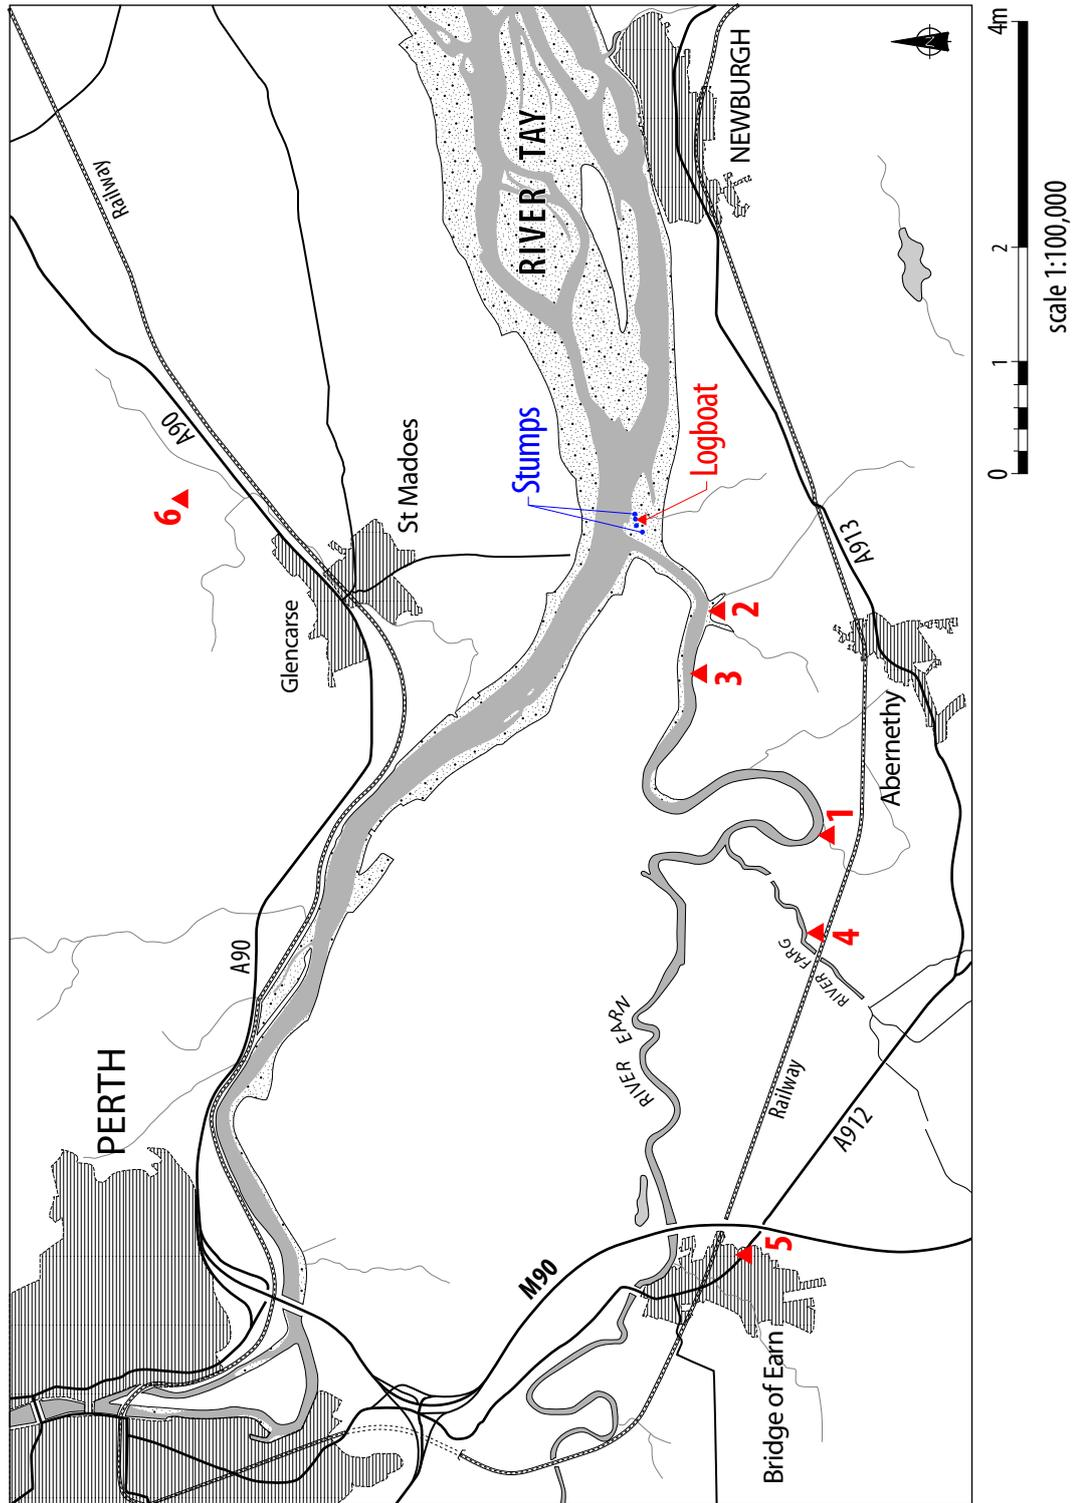 PERTH
A90
Railway
A90
6
Glencarse
St Madoes
RIVER TAY
N
Stumps
Logboat
NEWBURGH
M90
RIVER EARN
3
2
1
4
RIVER FARG
Railway
5
A912
A913
Bridge of Earn
Abernethy
0
1
2
4m
scale 1:100,000